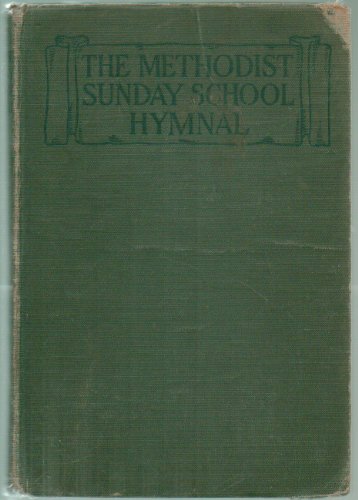 THE METHODIST
SUNDAY SCHOOL
HYMNAL